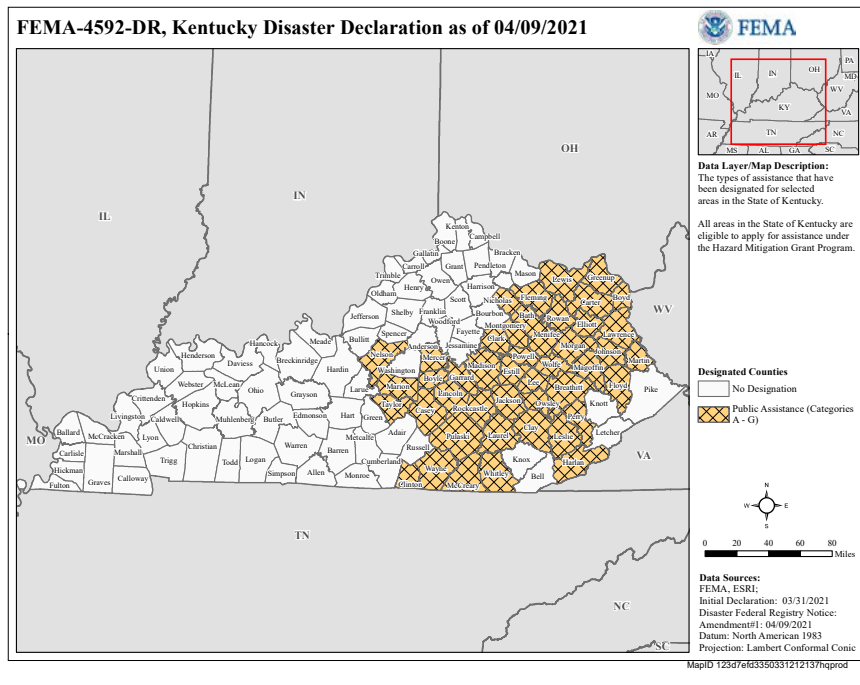 FEMA-4592-DR, Kentucky Disaster Declaration as of 04/09/2021
FEMA
IA
IL
IN
OH
PA
MD
WV
MO
KY
VA
AR
TN
NC
MS
AL
GA
SC
Data Layer/Map Description:
The types of assistance that have
been designated for selected
areas in the State of Kentucky.
All areas in the State of Kentucky are
eligible to apply for assistance under
the Hazard Mitigation Grant Program.
Designated Counties
No Designation
Public Assistance (Categories
A - G)
N
W
E
S
0 20 40 60 80
Miles
Data Sources:
FEMA, ESRI;
Initial Declaration: 03/31/2021
Disaster Federal Registry Notice:
Amendment#1: 04/09/2021
Datum: North American 1983
Projection: Lambert Conformal Conic
MapID 123d7efd3350331212137hqprod
OH
IN
IL
WV
VA
MO
TN
NC
SC
Kenton
Boone
Campbell
Gallatin
Bracken
Carroll
Grant
Pendleton
Mason
Trimble
Owen
Henry
Harrison
Oldham
Scott
Nicholas
Fleming
Lewis
Greenup
Carter
Boyd
Jefferson
Shelby
Franklin
Bourbon
Bath
Rowan
Elliott
Woodford
Fayette
Montgomery
Lawrence
Spencer
Bullitt
Anderson
Jessamine
Clark
Menifee
Morgan
Johnson
Martin
Nelson
Mercer
Madison
Powell
Wolfe
Magoffin
Floyd
Pike
Washington
Boyle
Garrard
Estill
Lee
Breathitt
Knott
Marion
Lincoln
Jackson
Owsley
Perry
Letcher
Taylor
Casey
Rockcastle
Clay
Leslie
Pulaski
Laurel
Harlan
Knox
Bell
Wayne
McCreary
Whitley
Clinton
Russell
Adair
Cumberland
Green
Larue
Hardin
Meade
Hancock
Breckinridge
Henderson
Daviess
Union
Webster
McLean
Ohio
Grayson
Crittenden
Hopkins
Livingston
Caldwell
Muhlenberg
Butler
Edmonson
Hart
Metcalfe
Ballard
McCracken
Lyon
Christian
Warren
Barren
Carlisle
Marshall
Trigg
Todd
Logan
Simpson
Allen
Monroe
Hickman
Graves
Calloway
Fulton